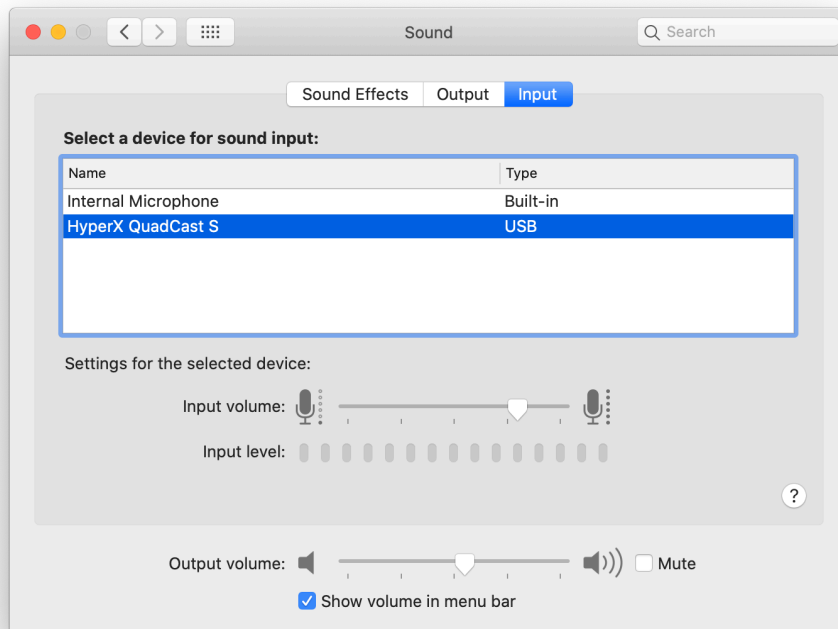 Sound
Search
Sound Effects Output Input
Select a device for sound input:
Name Type
Internal Microphone Built-in
HyperX QuadCast S USB
Settings for the selected device:
Input volume:
Input level:
?
Output volume: Mute
Show volume in menu bar